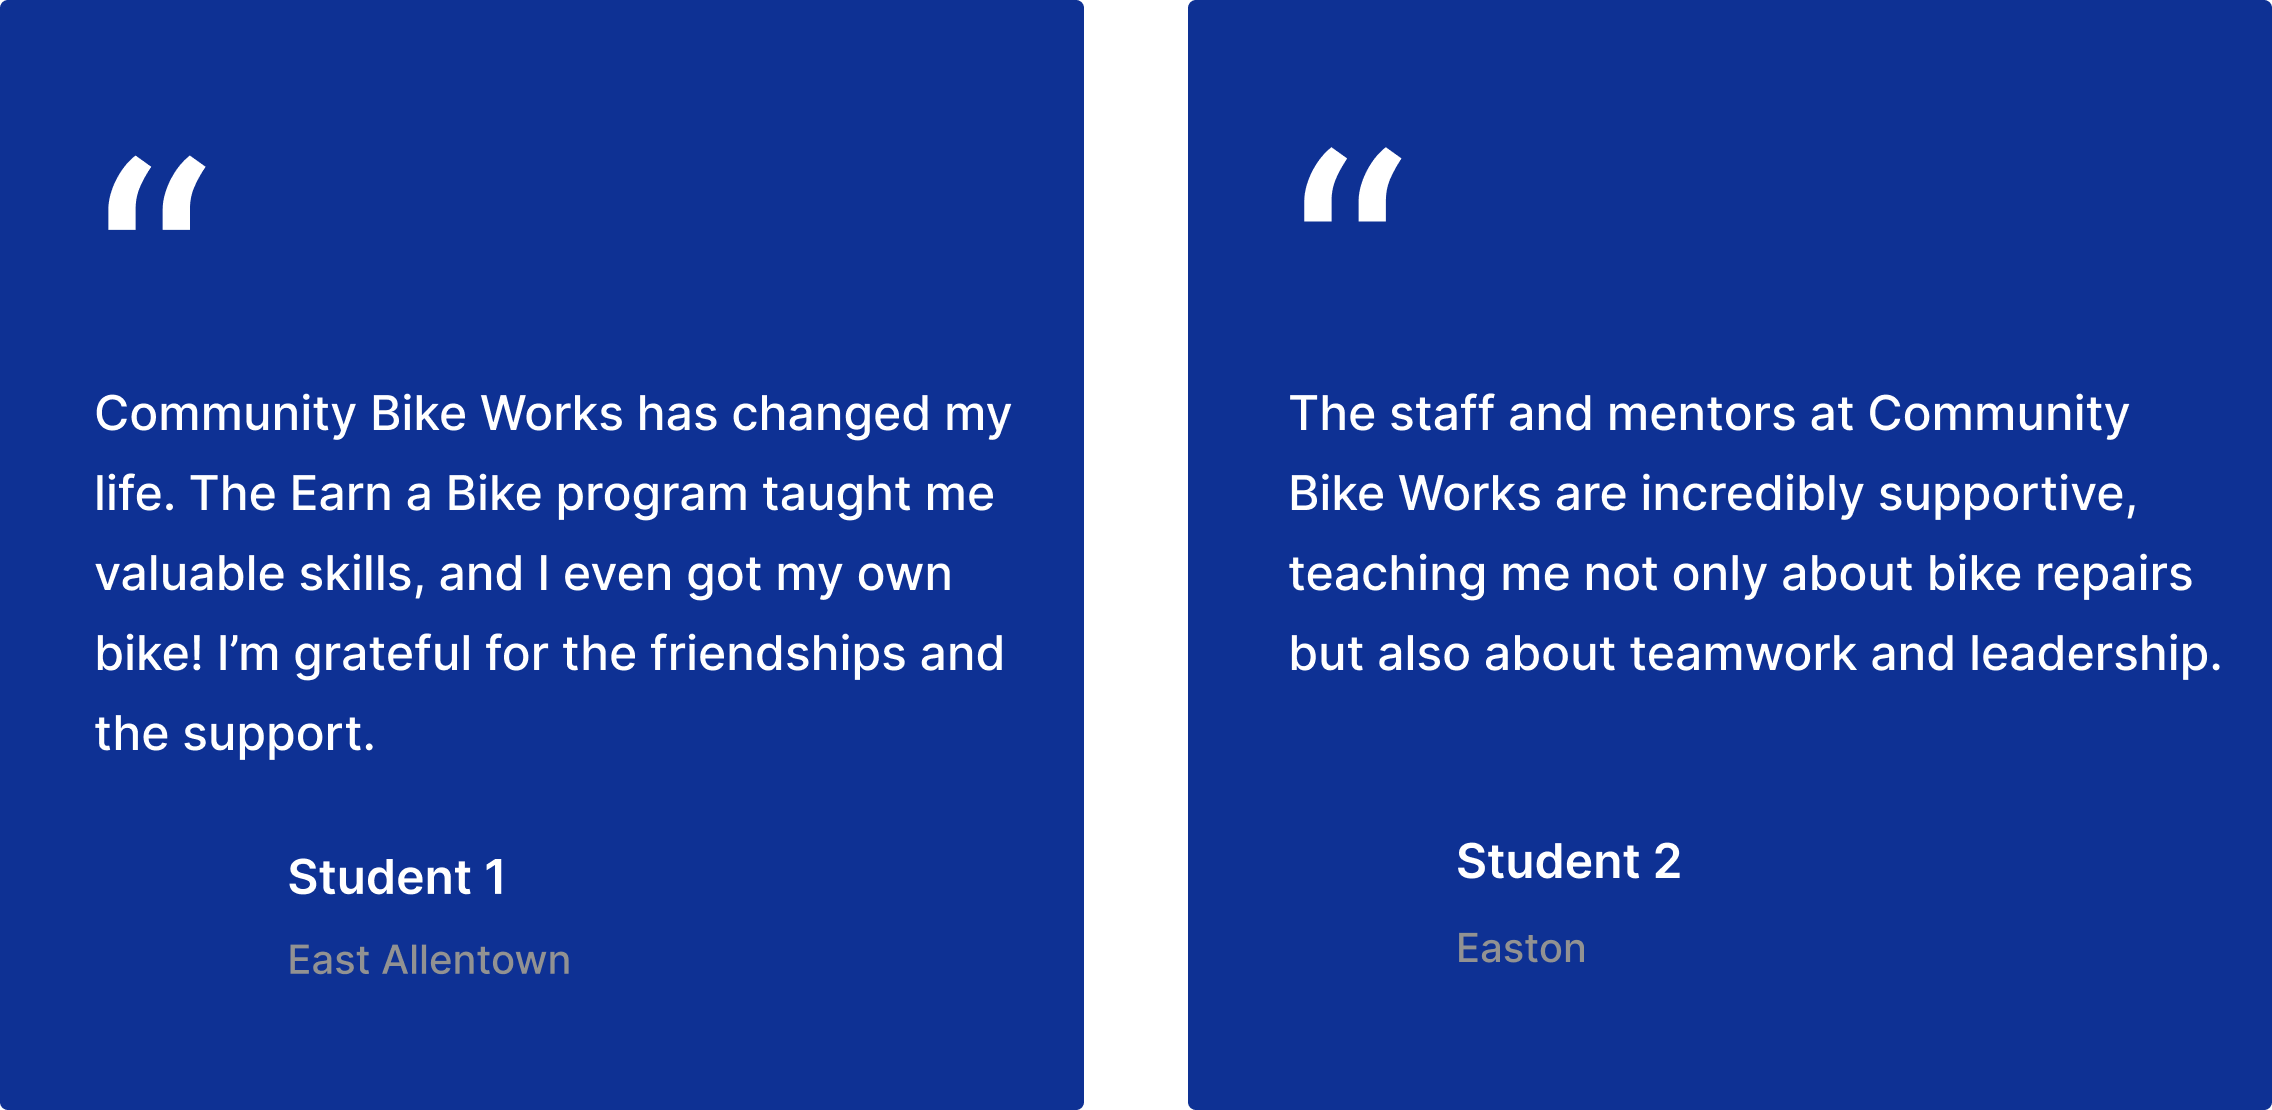 “
Community Bike Works has changed my
life. The Earn a Bike program taught me
valuable skills, and I even got my own
bike! I’m grateful for the friendships and
the support.
Student 1
East Allentown
“
The staff and mentors at Community
Bike Works are incredibly supportive,
teaching me not only about bike repairs
but also about teamwork and leadership.
Student 2
Easton